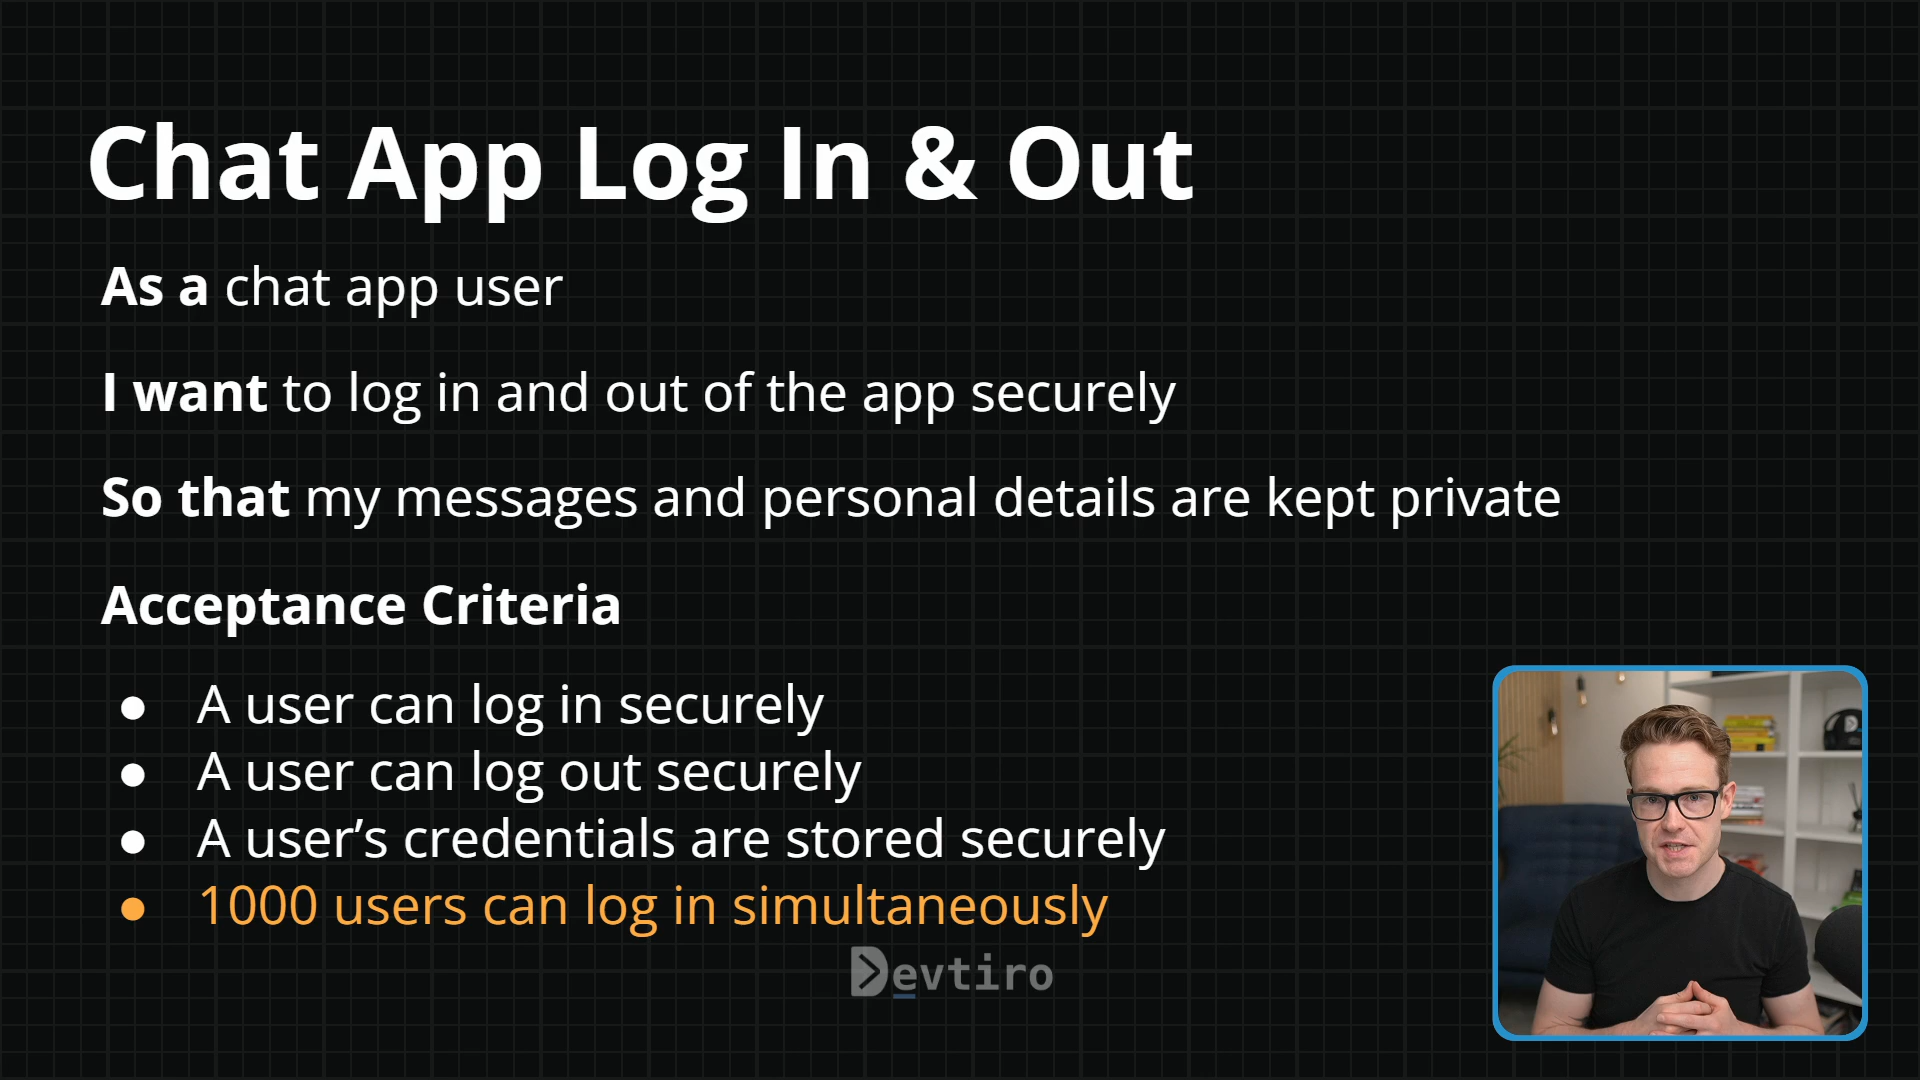 Chat App Log In & Out
As a chat app user
I want to log in and out of the app securely
So that my messages and personal details are kept private
Acceptance Criteria
● A user can log in securely
● A user can log out securely
● A user’s credentials are stored securely
● 1000 users can log in simultaneously
Devtiro